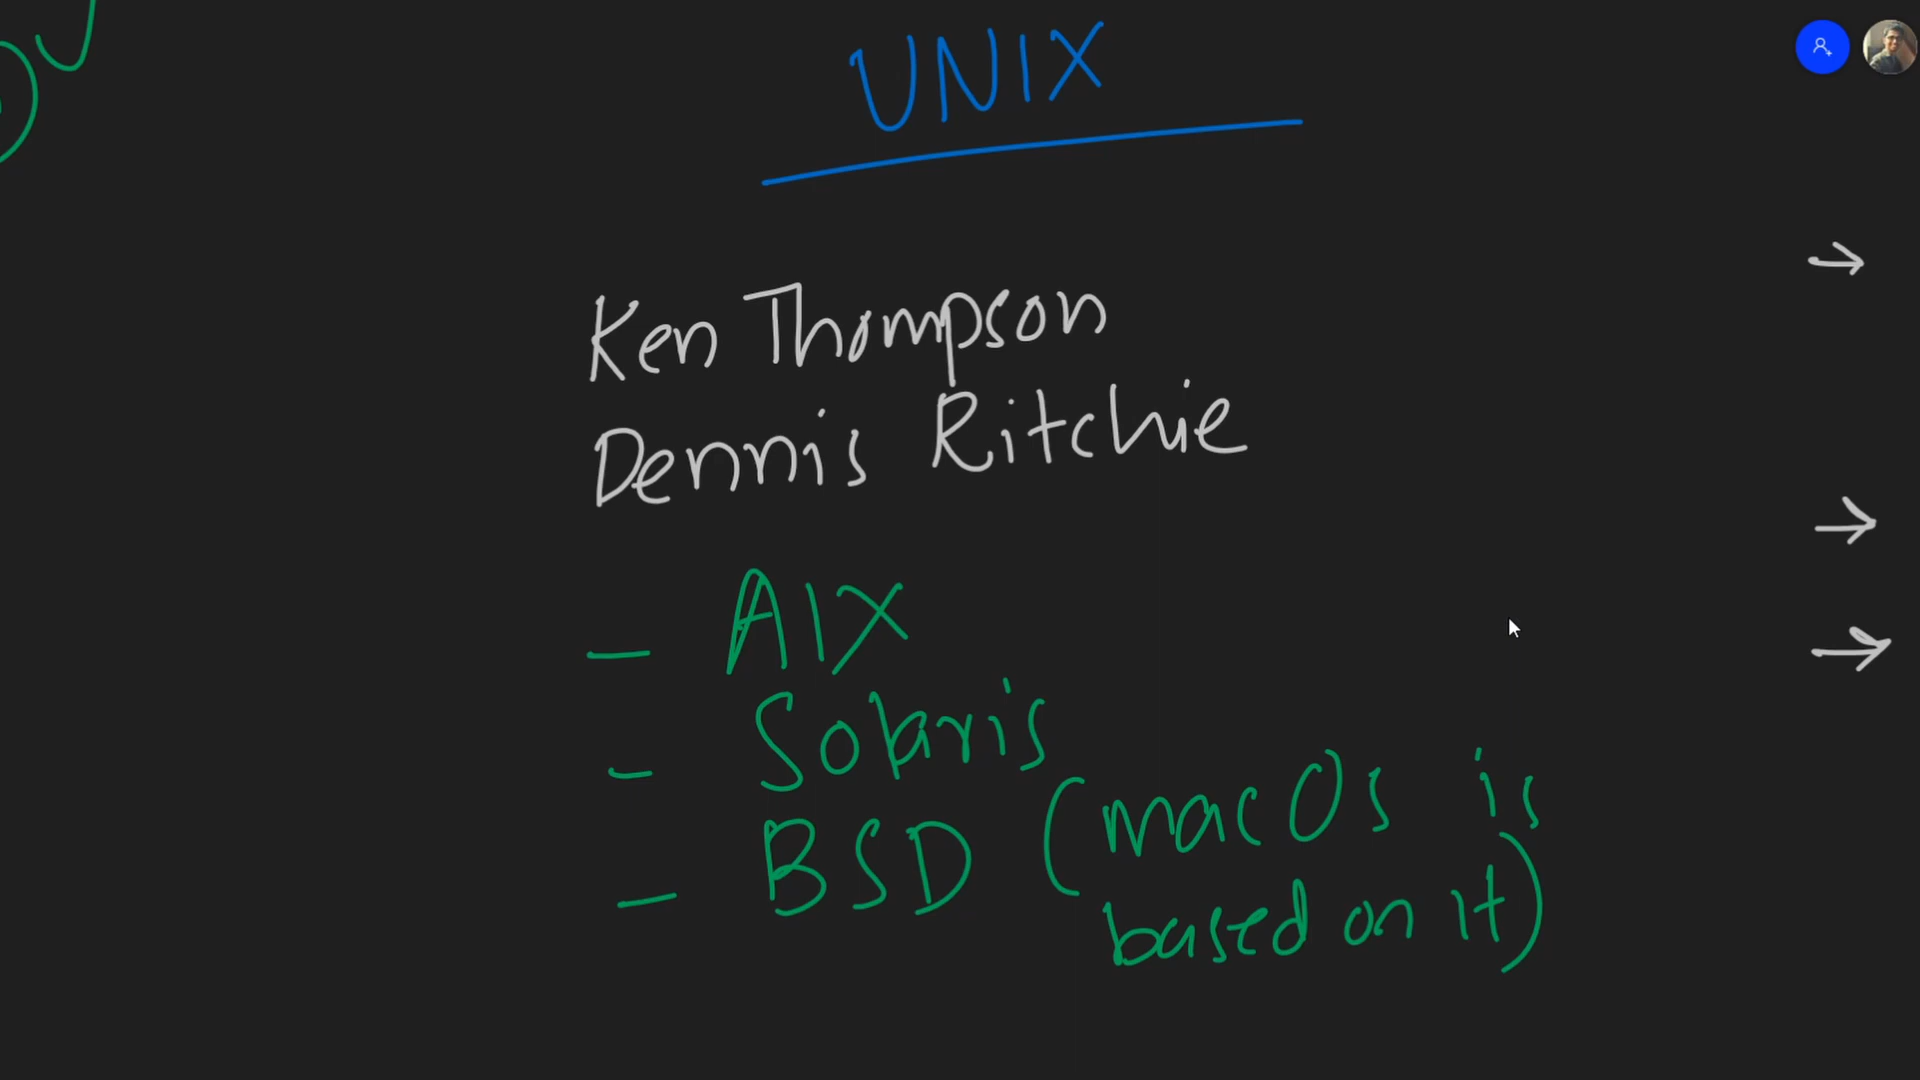 UNIX
Ken Thompson
Dennis Ritchie
- AIX
- Solaris
- BSD (macOs is
based on it)